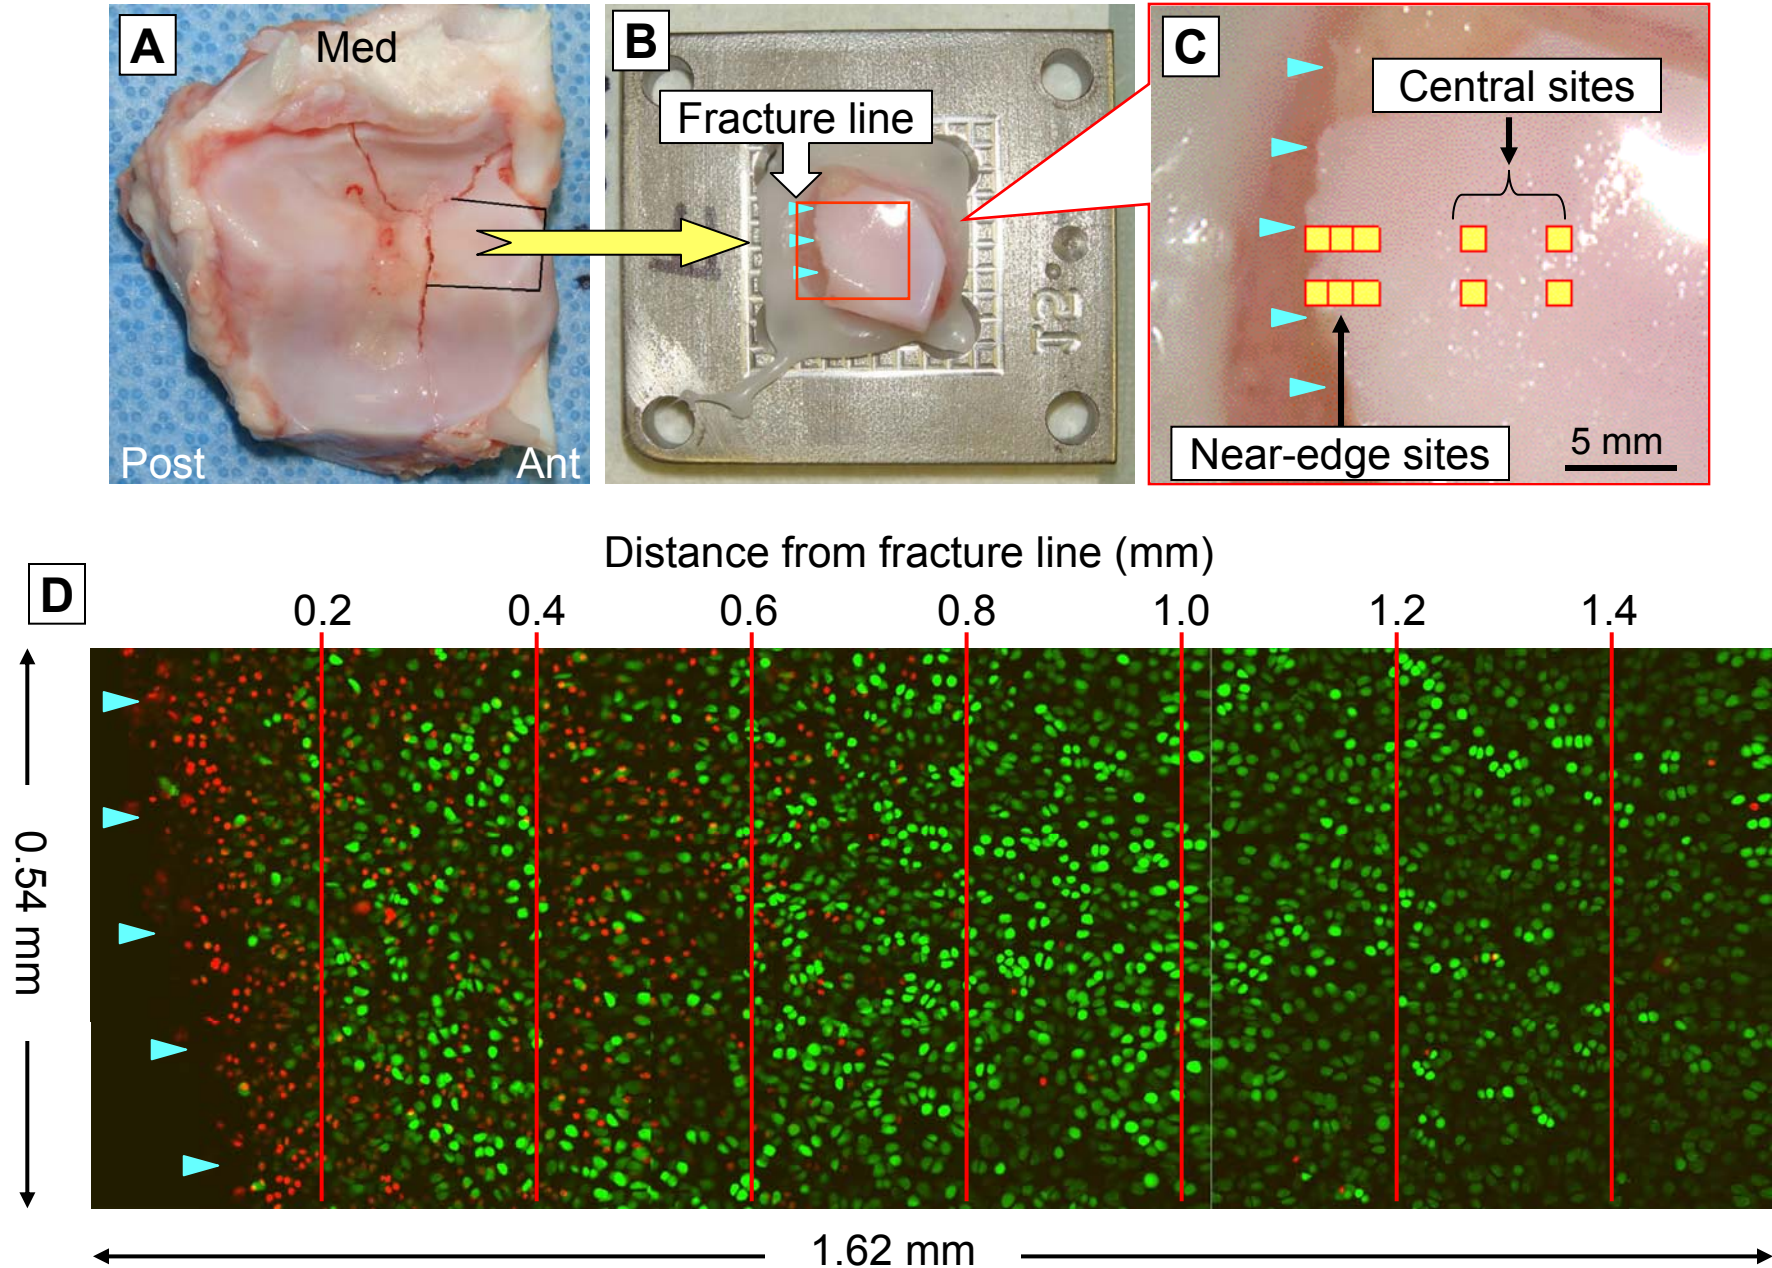 A
Med
Post
Ant
B
Fracture line
15
C
Central sites
Near-edge sites
5 mm
D
Distance from fracture line (mm)
0.2
0.4
0.6
0.8
1.0
1.2
1.4
0.54 mm
1.62 mm